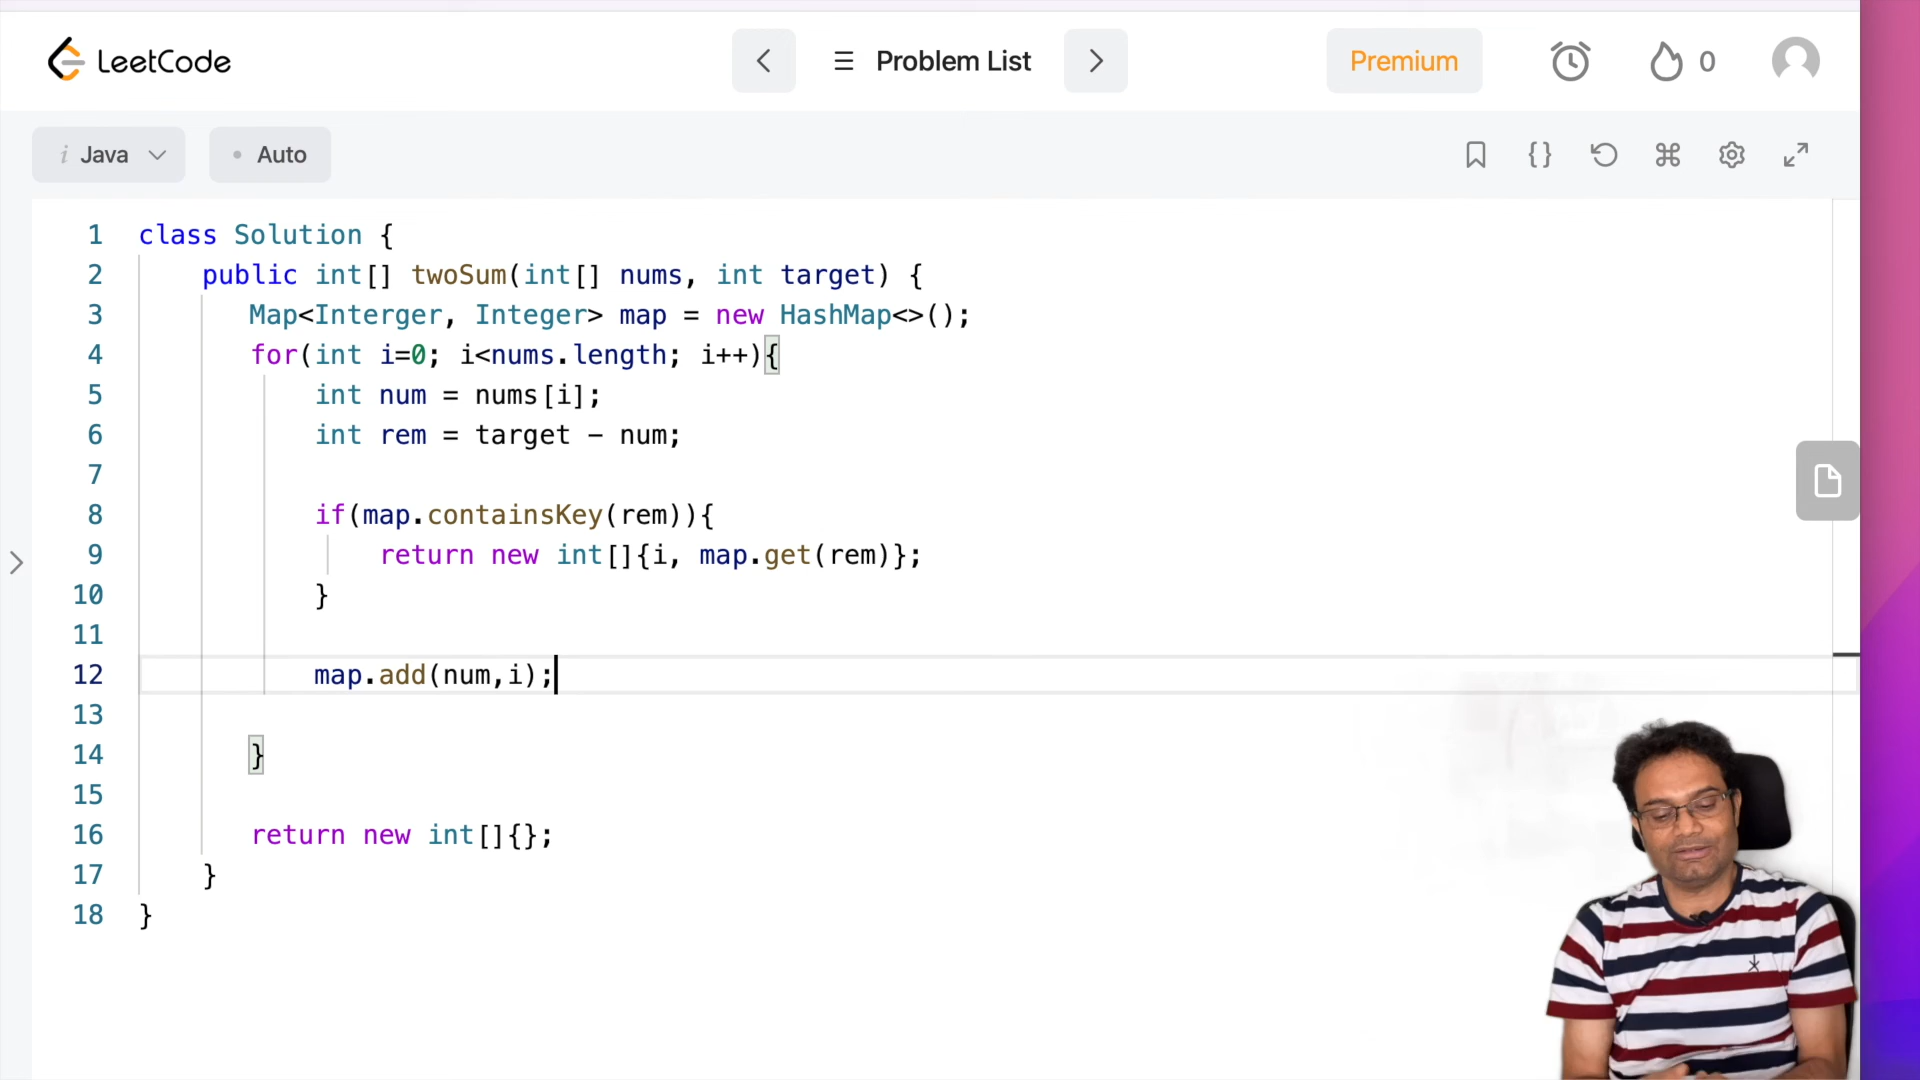 LeetCode
Problem List
Premium
0
Java
Auto
1 class Solution {
2 public int[] twoSum(int[] nums, int target) {
3 Map<Interger, Integer> map = new HashMap<>();
4 for(int i=0; i<nums.length; i++){
5 int num = nums[i];
6 int rem = target - num;
7
8 if(map.containsKey(rem)){
9 return new int[]{i, map.get(rem)};
10 }
11
12 map.add(num,i);
13
14 }
15
16 return new int[]{};
17 }
18 }